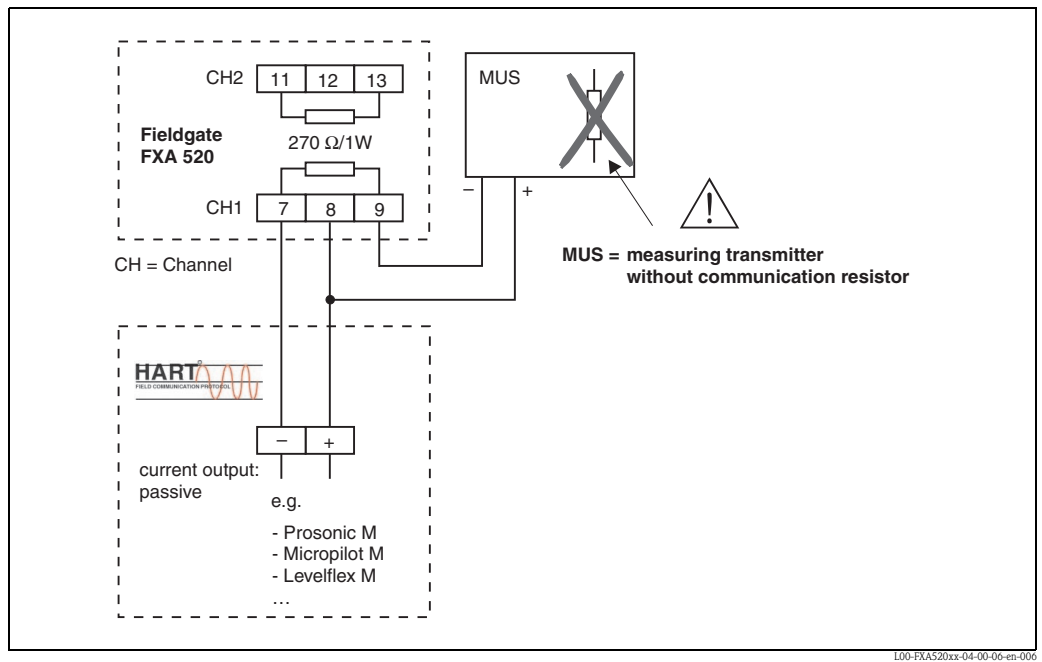 CH2 11 12 13
MUS
Fieldgate
FXA 520
270 Ω/1W
CH1 7 8 9
– +
CH = Channel
MUS = measuring transmitter
without communication resistor
HART
FIELD COMMUNICATION PROTOCOL
– +
current output:
passive
e.g.
- Prosonic M
- Micropilot M
- Levelflex M
...
L00-FXA520xx-04-00-06-en-006